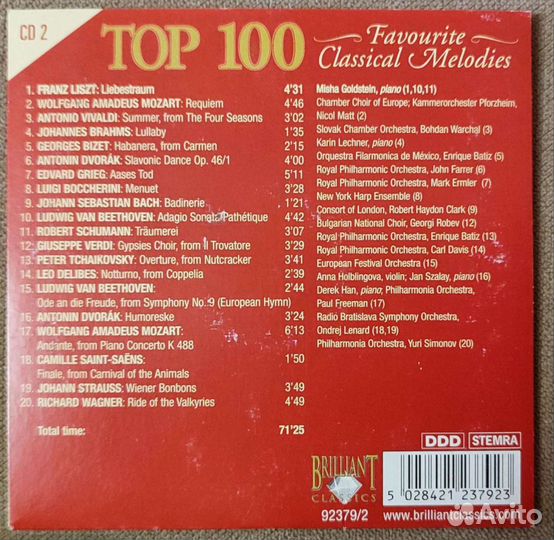 CD 2
TOP 100
Favourite
Classical Melodies
1. FRANZ LISZT: Liebestraum 4'31
2. WOLFGANG AMADEUS MOZART: Requiem 4'46
3. ANTONIO VIVALDI: Summer, from The Four Seasons 3'02
4. JOHANNES BRAHMS: Lullaby 1'35
5. GEORGES BIZET: Habanera, from Carmen 2'15
6. ANTONIN DVORÁK: Slavonic Dance Op. 46/1 4'00
7. EDVARD GRIEG: Aases Tod 5'21
8. LUIGI BOCCHERINI: Menuet 3'28
9. JOHANN SEBASTIAN BACH: Badinerie 1'21
10. LUDWIG VAN BEETHOVEN: Adagio Sonata Pathétique 4'42
11. ROBERT SCHUMANN: Träumerei 3'07
12. GIUSEPPE VERDI: Gypsies Choir, from Il Trovatore 3'29
13. PETER TCHAIKOVSKY: Overture, from Nutcracker 3'41
14. LEO DELIBES: Notturno, from Coppelia 2'39
15. LUDWIG VAN BEETHOVEN: 2'44
Ode an die Freude, from Symphony No. 9 (European Hymn)
16. ANTONIN DVORÁK: Humoreske 3'24
17. WOLFGANG AMADEUS MOZART: 6'13
Andante, from Piano Concerto K 488
18. CAMILLE SAINT-SAËNS: 1'50
Finale, from Carnival of the Animals
19. JOHANN STRAUSS: Wiener Bonbons 3'49
20. RICHARD WAGNER: Ride of the Valkyries 4'49
Total time: 71'25
Misha Goldstein, piano (1,10,11)
Chamber Choir of Europe; Kammerorchester Pforzheim,
Nicol Matt (2)
Slovak Chamber Orchestra, Bohdan Warchal (3)
Karin Lechner, piano (4)
Orquesta Filarmonica de México, Enrique Batiz (5)
Royal Philharmonic Orchestra, John Farrer (6)
Royal Philharmonic Orchestra, Mark Ermler (7)
New York Harp Ensemble (8)
Consort of London, Robert Haydon Clark (9)
Bulgarian National Choir, Georgi Robev (12)
Royal Philharmonic Orchestra, Enrique Batiz (13)
Royal Philharmonic Orchestra, Carl Davis (14)
European Festival Orchestra (15)
Anna Holblingova, violin; Jan Szalay, piano (16)
Derek Han, piano; Philharmonia Orchestra,
Paul Freeman (17)
Radio Bratislava Symphony Orchestra,
Ondrej Lenard (18,19)
Philharmonia Orchestra, Yuri Simonov (20)
DDD STEMRA
BRILLIANT
CLASSICS
92379/2
5 028421 237923
www.brilliantclassics.com
Avito